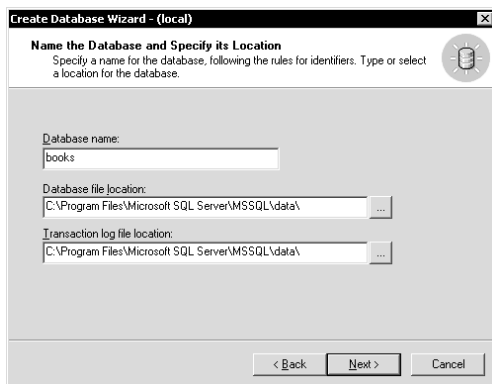 Create Database Wizard - (local)
Name the Database and Specify its Location
Specify a name for the database, following the rules for identifiers. Type or select
a location for the database.
Database name:
books
Database file location:
C:\Program Files\Microsoft SQL Server\MSSQL\data\
...
Transaction log file location:
C:\Program Files\Microsoft SQL Server\MSSQL\data\
...
< Back
Next >
Cancel